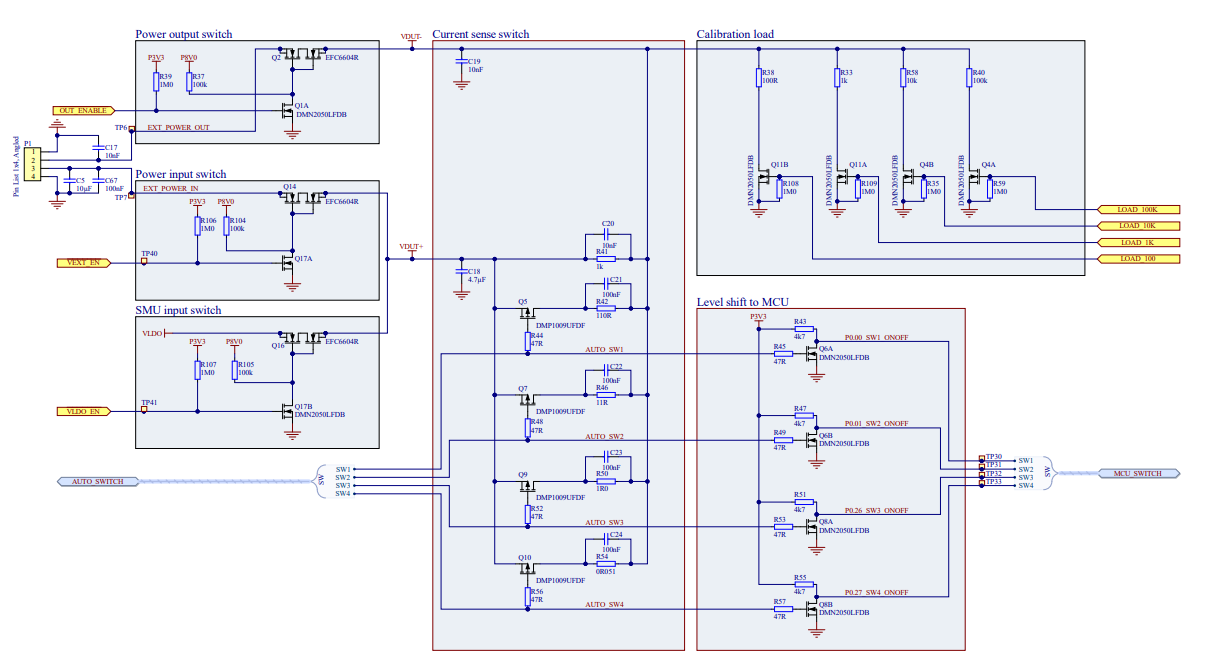 Power output switch
P3V3
P8V0
R39
1M0
R37
100k
Q2
EFC6604R
Q1A
DMN2050LFDB
OUT_ENABLE
TP6
EXT_POWER_OUT
Pin List 1x4, Angled
P1
1
2
3
4
C17
10nF
C5
10µF
C67
100nF
TP7
Power input switch
EXT_POWER_IN
P3V3
P8V0
R106
1M0
R104
100k
Q14
EFC6604R
Q17A
TP40
VEXT_EN
SMU input switch
VLDO
P3V3
P8V0
R107
1M0
R105
100k
Q16
EFC6604R
Q17B
DMN2050LFDB
TP41
VLDO_EN
AUTO_SWITCH
SW
SW1
SW2
SW3
SW4
VDUT-
VDUT+
Current sense switch
C19
10nF
C18
4.7µF
C20
10nF
R41
1k
C21
100nF
R42
110R
Q5
DMP1009UFDF
R44
47R
AUTO_SW1
C22
100nF
R46
11R
Q7
DMP1009UFDF
R48
47R
AUTO_SW2
C23
100nF
R50
1R0
Q9
DMP1009UFDF
R52
47R
AUTO_SW3
C24
100nF
R54
0R051
Q10
DMP1009UFDF
R56
47R
AUTO_SW4
Calibration load
R38
100R
R33
1k
R58
10k
R40
100k
DMN2050LFDB
Q11B
R108
1M0
DMN2050LFDB
Q11A
R109
1M0
DMN2050LFDB
Q4B
R35
1M0
DMN2050LFDB
Q4A
R59
1M0
LOAD_100K
LOAD_10K
LOAD_1K
LOAD_100
Level shift to MCU
P3V3
R43
4k7
P0.00_SW1_ONOFF
R45
47R
Q6A
DMN2050LFDB
R47
4k7
P0.01_SW2_ONOFF
R49
47R
Q6B
DMN2050LFDB
R51
4k7
P0.26_SW3_ONOFF
R53
47R
Q8A
DMN2050LFDB
R55
4k7
P0.27_SW4_ONOFF
R57
47R
Q8B
DMN2050LFDB
TP30
TP31
TP32
TP33
SW1
SW2
SW3
SW4
SW
MCU_SWITCH